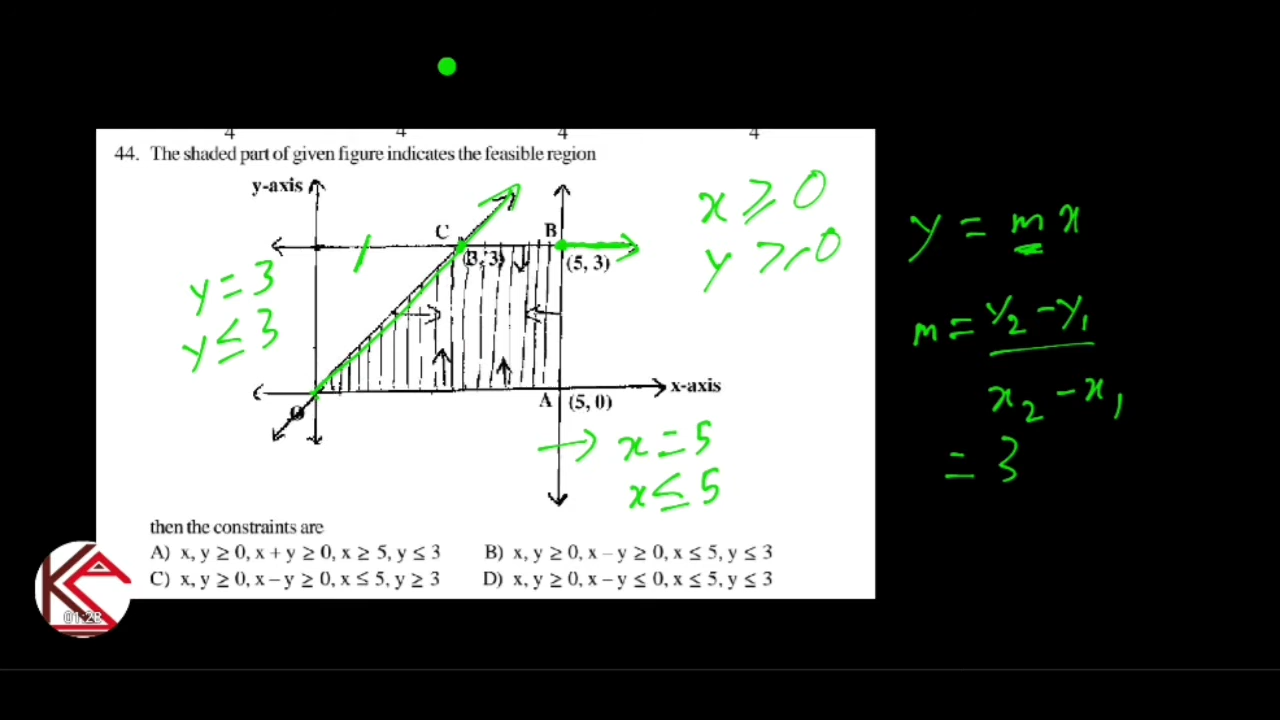 4 4 4 4
44. The shaded part of given figure indicates the feasible region
y-axis
C
B
(3, 3)
(5, 3)
x ≥ 0
y ≥ 0
y = 3
y ≤ 3
O
A
(5, 0)
x-axis
→ x = 5
x ≤ 5
then the constraints are
A) x, y ≥ 0, x + y ≥ 0, x ≥ 5, y ≤ 3
B) x, y ≥ 0, x – y ≥ 0, x ≤ 5, y ≤ 3
C) x, y ≥ 0, x – y ≥ 0, x ≤ 5, y ≥ 3
D) x, y ≥ 0, x – y ≤ 0, x ≤ 5, y ≤ 3
y = mx
m = y₂ – y₁
x₂ – x₁
= 3
01:28